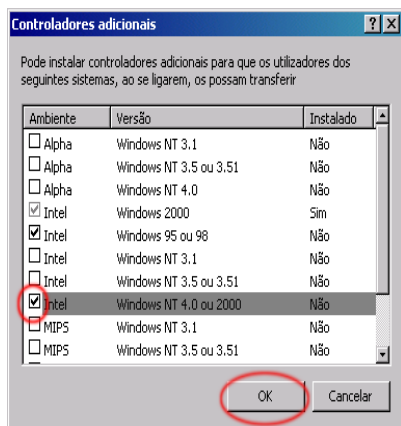 Controladores adicionais
Pode instalar controladores adicionais para que os utilizadores dos
seguintes sistemas, ao se ligarem, os possam transferir
Ambiente Versão Instalado
Alpha Windows NT 3.1 Não
Alpha Windows NT 3.5 ou 3.51 Não
Alpha Windows NT 4.0 Não
Intel Windows 2000 Sim
Intel Windows 95 ou 98 Não
Intel Windows NT 3.1 Não
Intel Windows NT 3.5 ou 3.51 Não
Intel Windows NT 4.0 ou 2000 Não
MIPS Windows NT 3.1 Não
MIPS Windows NT 3.5 ou 3.51 Não
OK Cancelar